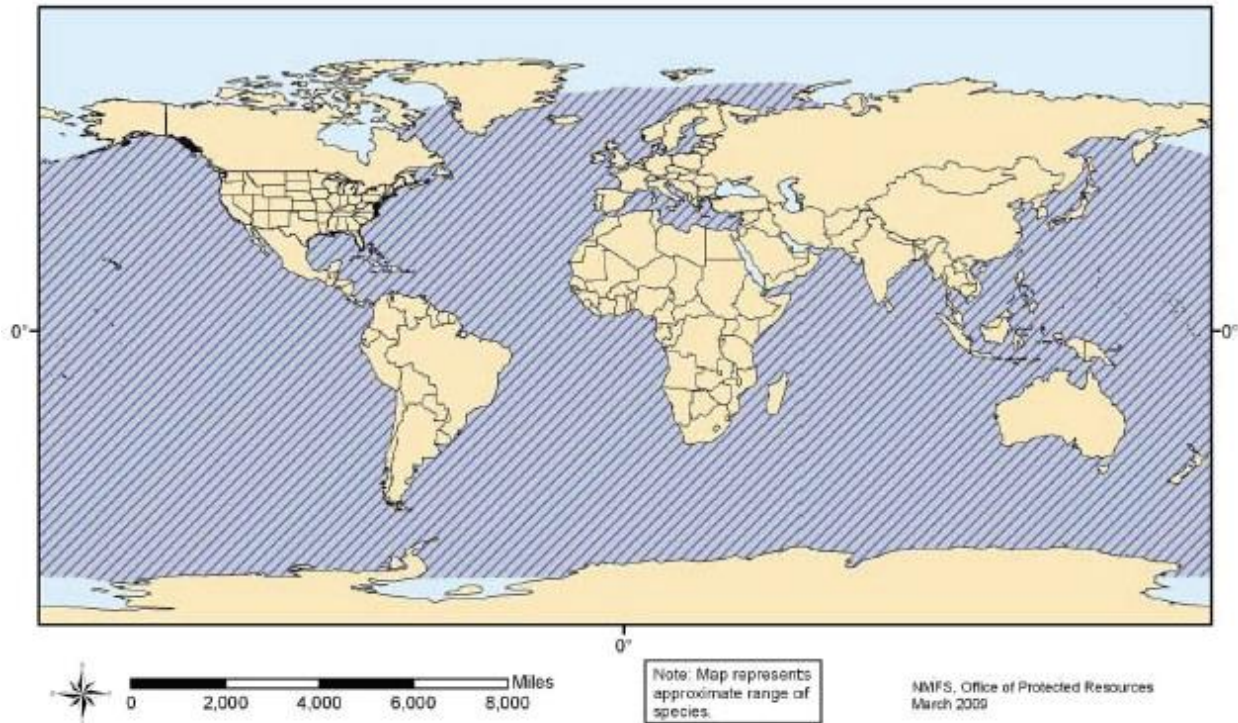 0°
0°
0°
Miles
0 2,000 4,000 6,000 8,000
Note: Map represents
approximate range of
species.
NMFS, Office of Protected Resources
March 2009